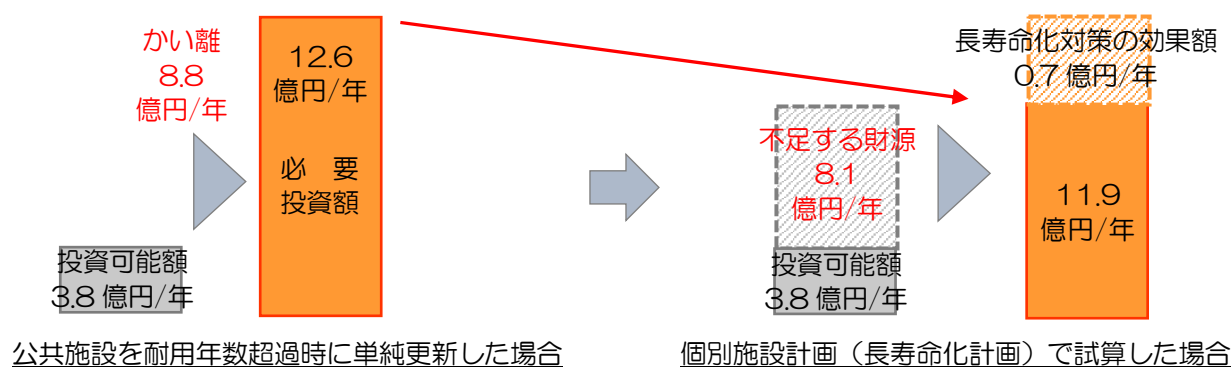 かい離
8.8
億円/年
12.6
億円/年
必　要
投資額
投資可能額
3.8 億円/年
公共施設を耐用年数超過時に単純更新した場合
長寿命化対策の効果額
0.7 億円/年
不足する財源
8.1
億円/年
投資可能額
3.8 億円/年
11.9
億円/年
個別施設計画（長寿命化計画）で試算した場合